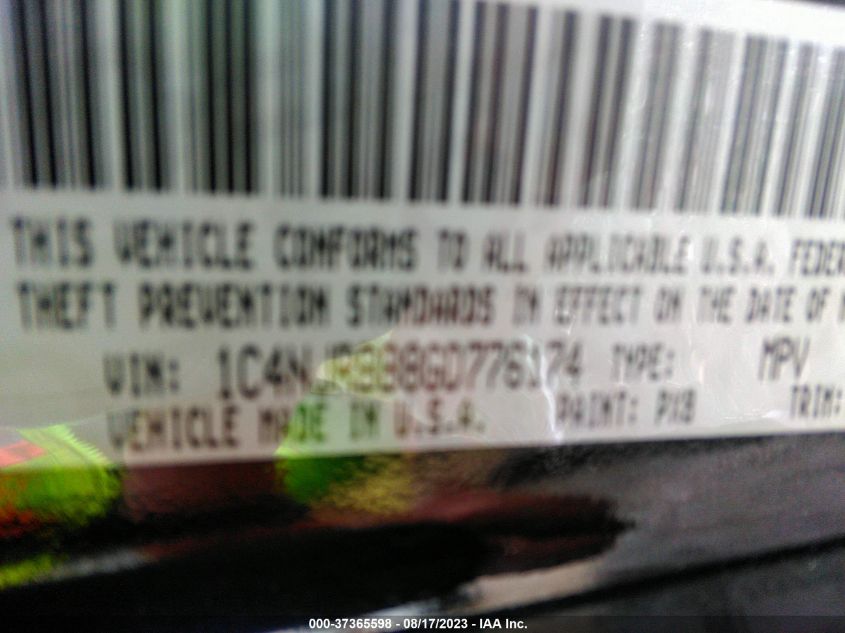 THIS VEHICLE CONFORMS TO ALL APPLICABLE U.S.A. FEDER
THEFT PREVENTION STANDARDS IN EFFECT ON THE DATE OF M
VIN: 1C4NJRBB8GD776174 TYPE: MPV
VEHICLE MADE IN U.S.A. PAINT: PX8 TRIM:
000-37365598 - 08/17/2023 - IAA Inc.